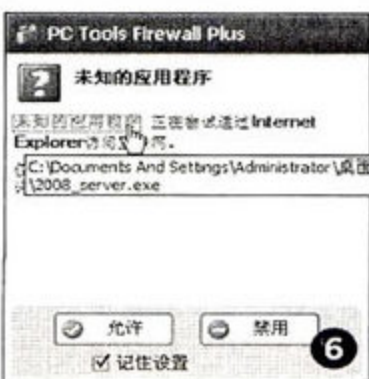 PC Tools Firewall Plus
未知的应用程序
未知的应用程序 正在尝试通过Internet
Explorer访问互
C:\Documents And Settings\Administrator\桌面
\2008_server.exe
允许
禁用
记住设置
6